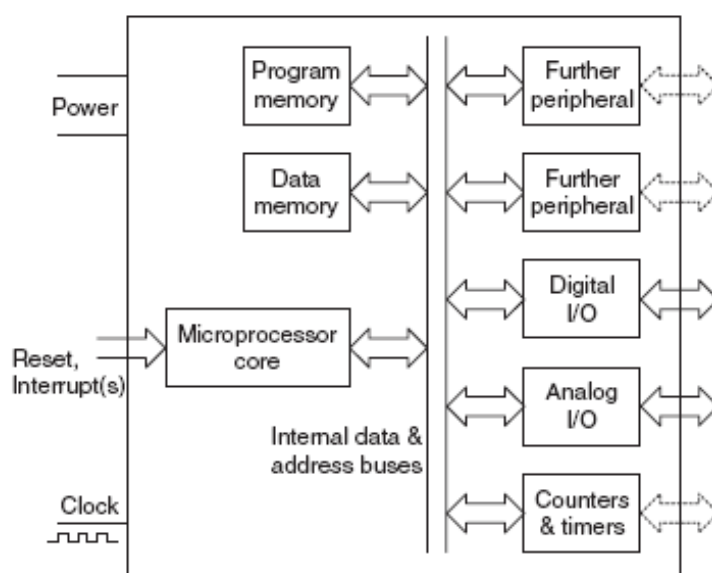 Power
Reset,
Interrupt(s)
Clock
Program
memory
Data
memory
Microprocessor
core
Internal data &
address buses
Further
peripheral
Further
peripheral
Digital
I/O
Analog
I/O
Counters
& timers